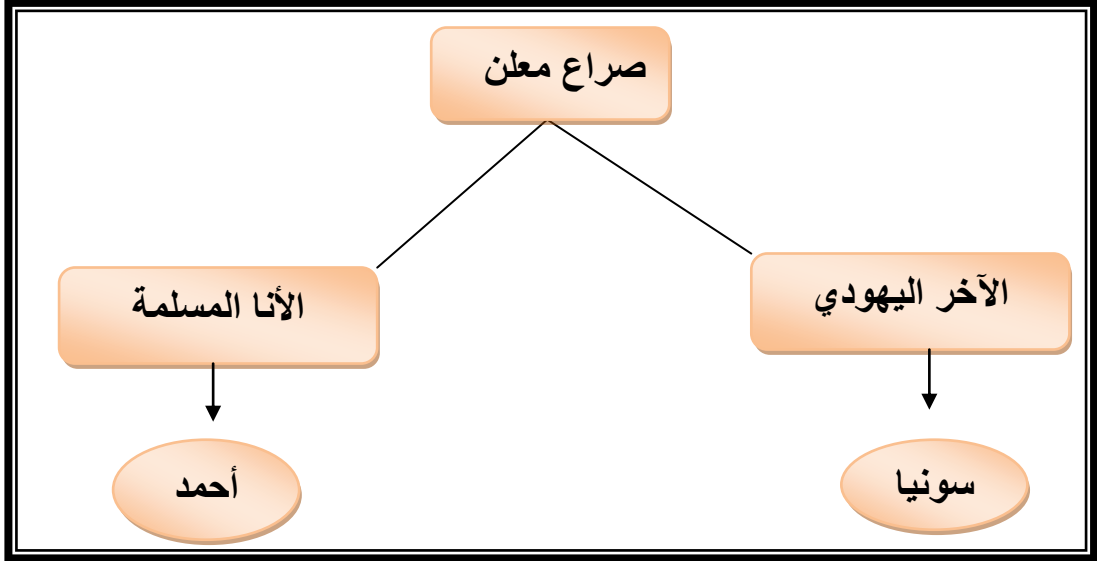 صراع معلن
الآخر اليهودي
الأنا المسلمة
سونيا
أحمد